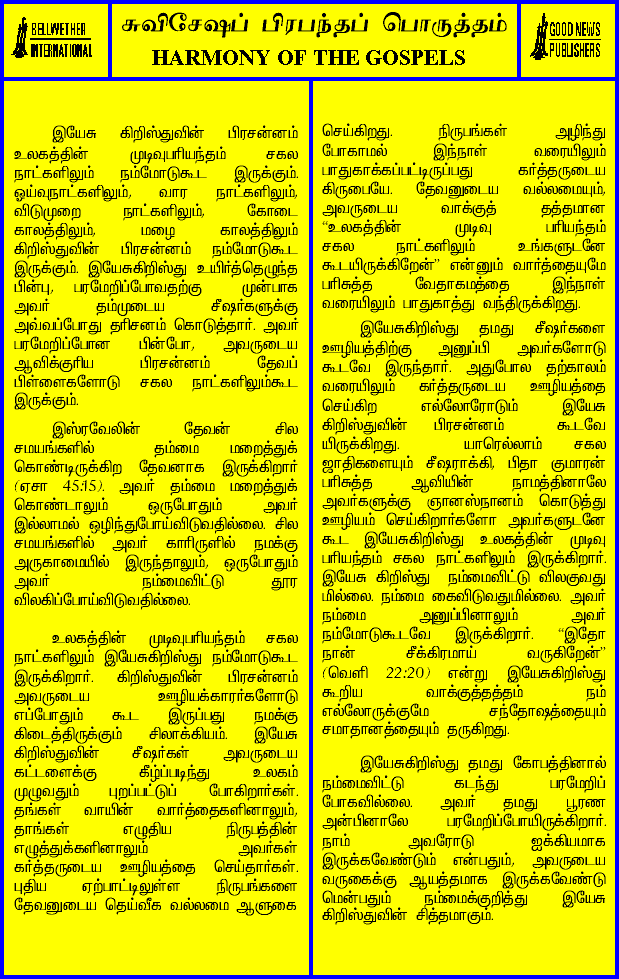 BELLWETHER
INTERNATIONAL
சுவிசேஷப் பிரபந்தப் பொருத்தம்
HARMONY OF THE GOSPELS
GOOD NEWS
PUBLISHERS
இயேசு கிறிஸ்துவின் பிரசன்னம்
உலகத்தின் முடிவுபரியந்தம் சகல
நாட்களிலும் நம்மோடுகூட இருக்கும்.
ஓய்வுநாட்களிலும், வார நாட்களிலும்,
விடுமுறை நாட்களிலும், கோடை
காலத்திலும், மழை காலத்திலும்
கிறிஸ்துவின் பிரசன்னம் நம்மோடுகூட
இருக்கும். இயேசுகிறிஸ்து உயிர்த்தெழுந்த
பின்பு, பரமேறிப்போவதற்கு முன்பாக
அவர் தம்முடைய சீஷர்களுக்கு
அவ்வப்போது தரிசனம் கொடுத்தார். அவர்
பரமேறிப்போன பின்போ, அவருடைய
ஆவிக்குரிய பிரசன்னம் தேவப்
பிள்ளைகளோடு சகல நாட்களிலும்கூட
இருக்கும்.
இஸ்ரவேலின் தேவன் சில
சமயங்களில் தம்மை மறைத்துக்
கொண்டிருக்கிற தேவனாக இருக்கிறார்
(ஏசா 45:15). அவர் தம்மை மறைத்துக்
கொண்டாலும் ஒருபோதும் அவர்
இல்லாமல் ஒழிந்துபோய்விடுவதில்லை. சில
சமயங்களில் அவர் காரிருளில் நமக்கு
அருகாமையில் இருந்தாலும், ஒருபோதும்
அவர் நம்மைவிட்டு தூர
விலகிப்போய்விடுவதில்லை.
உலகத்தின் முடிவுபரியந்தம் சகல
நாட்களிலும் இயேசுகிறிஸ்து நம்மோடுகூட
இருக்கிறார். கிறிஸ்துவின் பிரசன்னம்
அவருடைய ஊழியக்காரர்களோடு
எப்போதும் கூட இருப்பது நமக்கு
கிடைத்திருக்கும் சிலாக்கியம். இயேசு
கிறிஸ்துவின் சீஷர்கள் அவருடைய
கட்டளைக்கு கீழ்ப்படிந்து உலகம்
முழுவதும் புறப்பட்டுப் போகிறார்கள்.
தங்கள் வாயின் வார்த்தைகளினாலும்,
தாங்கள் எழுதிய நிருபத்தின்
எழுத்துக்களினாலும் அவர்கள்
கர்த்தருடைய ஊழியத்தை செய்தார்கள்.
புதிய ஏற்பாட்டிலுள்ள நிருபங்களை
தேவனுடைய தெய்வீக வல்லமை ஆளுகை
செய்கிறது. நிருபங்கள் அழிந்து
போகாமல் இந்நாள் வரையிலும்
பாதுகாக்கப்பட்டிருப்பது கர்த்தருடைய
கிருபையே. தேவனுடைய வல்லமையும்,
அவருடைய வாக்குத் தத்தமான
“உலகத்தின் முடிவு பரியந்தம்
சகல நாட்களிலும் உங்களுடனே
கூடயிருக்கிறேன்” என்னும் வார்த்தையுமே
பரிசுத்த வேதாகமத்தை இந்நாள்
வரையிலும் பாதுகாத்து வந்திருக்கிறது.
இயேசுகிறிஸ்து தமது சீஷர்களை
ஊழியத்திற்கு அனுப்பி அவர்களோடு
கூடவே இருந்தார். அதுபோல தற்காலம்
வரையிலும் கர்த்தருடைய ஊழியத்தை
செய்கிற எல்லோரோடும் இயேசு
கிறிஸ்துவின் பிரசன்னம் கூடவே
யிருக்கிறது. யாரெல்லாம் சகல
ஜாதிகளையும் சீஷராக்கி, பிதா குமாரன்
பரிசுத்த ஆவியின் நாமத்தினாலே
அவர்களுக்கு ஞானஸ்நானம் கொடுத்து
ஊழியம் செய்கிறார்களோ அவர்களுடனே
கூட இயேசுகிறிஸ்து உலகத்தின் முடிவு
பரியந்தம் சகல நாட்களிலும் இருக்கிறார்.
இயேசு கிறிஸ்து நம்மைவிட்டு விலகுவது
மில்லை. நம்மை கைவிடுவதுமில்லை. அவர்
நம்மை அனுப்பினாலும் அவர்
நம்மோடுகூடவே இருக்கிறார். “இதோ
நான் சீக்கிரமாய் வருகிறேன்”
(வெளி 22:20) என்று இயேசுகிறிஸ்து
கூறிய வாக்குத்தத்தம் நம்
எல்லோருக்குமே சந்தோஷத்தையும்
சமாதானத்தையும் தருகிறது.
இயேசுகிறிஸ்து தமது கோபத்தினால்
நம்மைவிட்டு கடந்து பரமேறிப்
போகவில்லை. அவர் தமது பூரண
அன்பினாலே பரமேறிப்போயிருக்கிறார்.
நாம் அவரோடு ஐக்கியமாக
இருக்கவேண்டும் என்பதும், அவருடைய
வருகைக்கு ஆயத்தமாக இருக்கவேண்டு
மென்பதும் நம்மைக்குறித்து இயேசு
கிறிஸ்துவின் சித்தமாகும்.